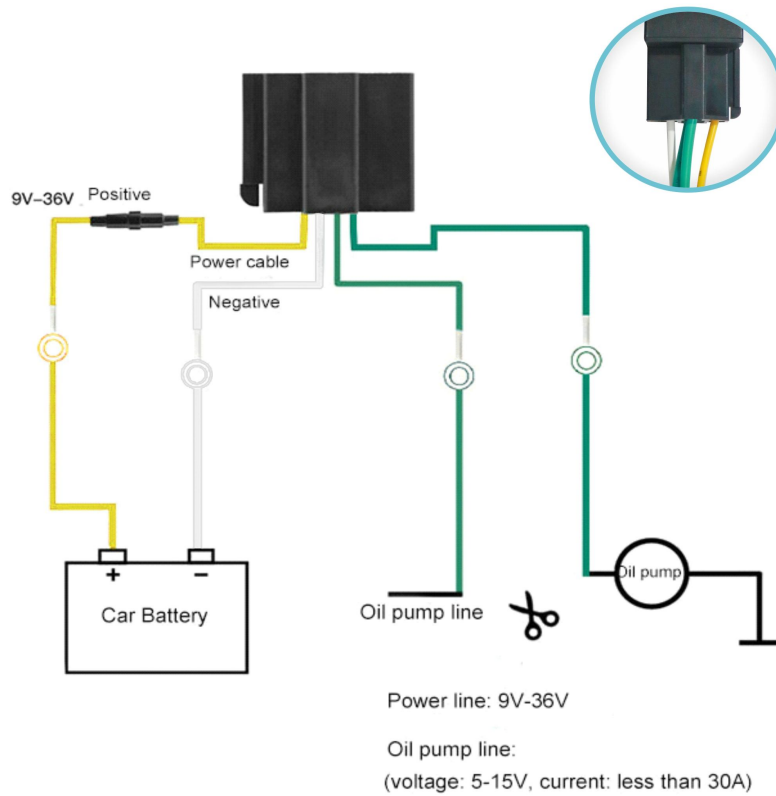 9V–36V
Positive
Power cable
Negative
+
−
Car Battery
Oil pump line
Oil pump
Power line: 9V-36V
Oil pump line:
(voltage: 5-15V, current: less than 30A)